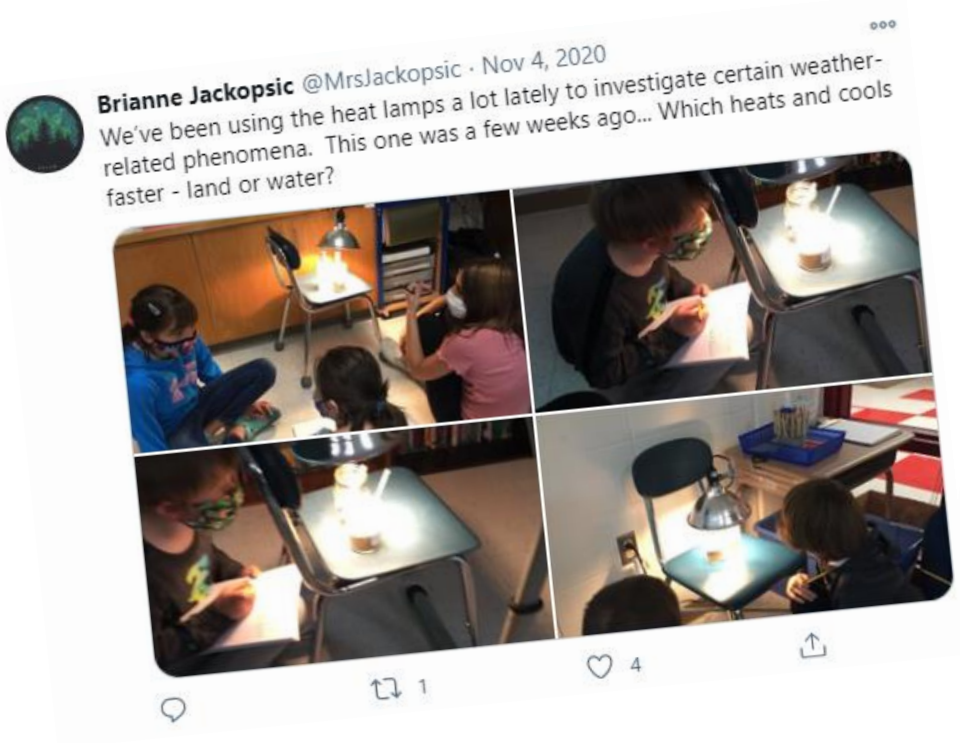 Brianne Jackopsic @MrsJackopsic · Nov 4, 2020
We've been using the heat lamps a lot lately to investigate certain weather-
related phenomena. This one was a few weeks ago... Which heats and cools
faster - land or water?
1
4